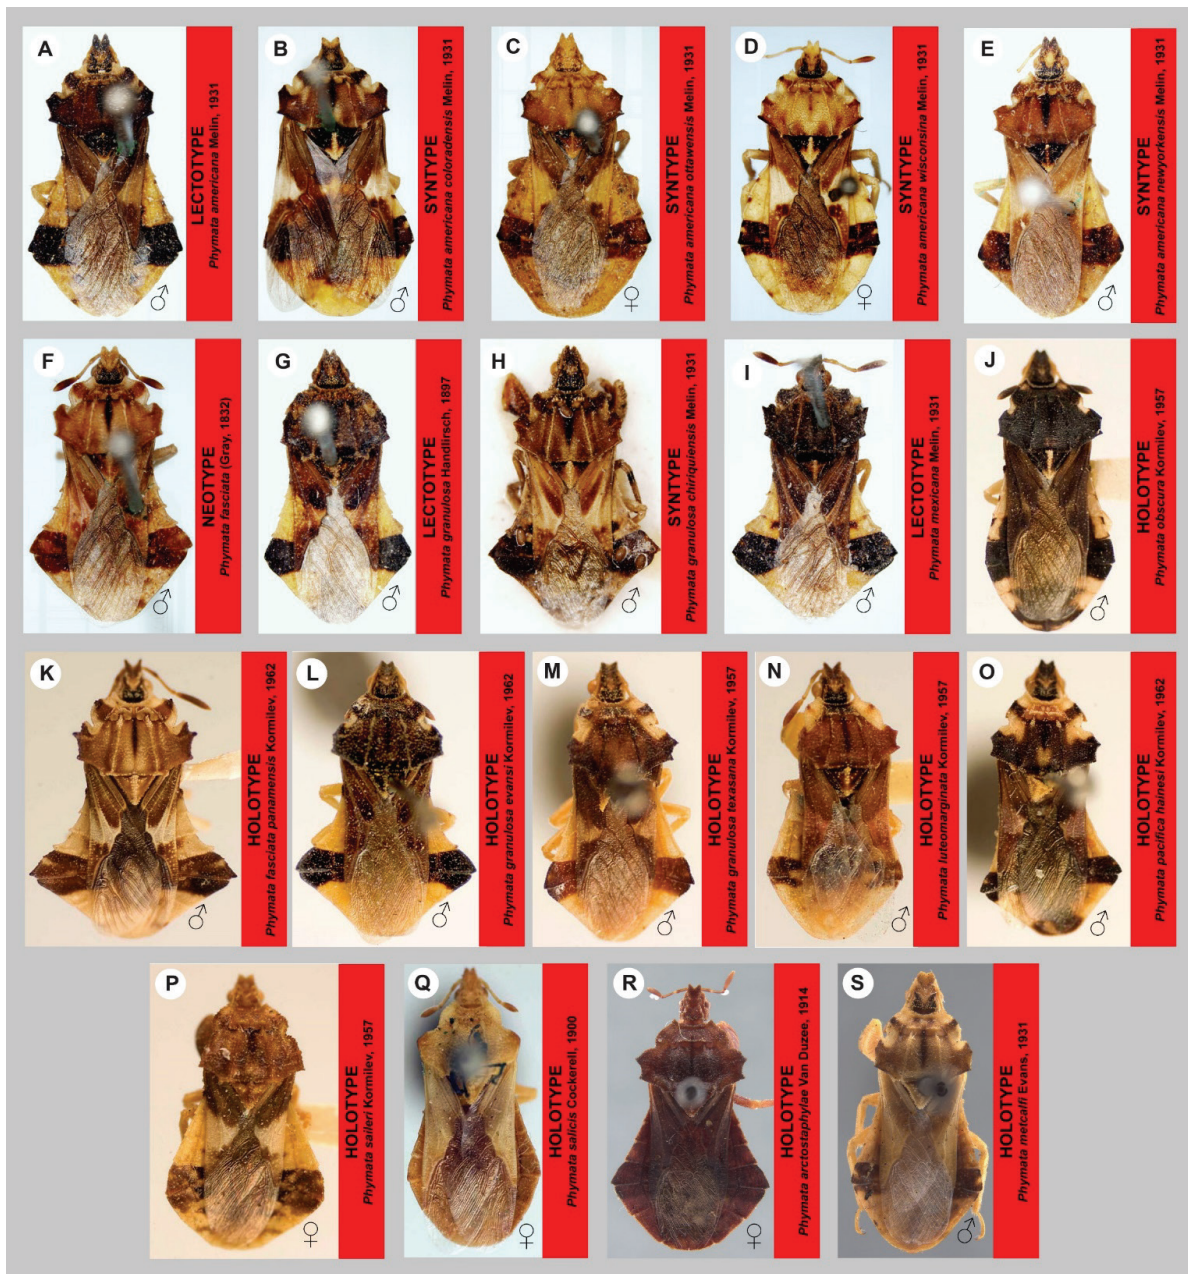 A
LECTOTYPE
Phymata americana Melin, 1931
♂
B
SYNTYPE
Phymata americana coloradensis Melin, 1931
♂
C
SYNTYPE
Phymata americana ottawensis Melin, 1931
♀
D
SYNTYPE
Phymata americana wisconsina Melin, 1931
♀
E
SYNTYPE
Phymata americana newyorkensis Melin, 1931
♂
F
NEOTYPE
Phymata fasciata (Gray, 1832)
♂
G
LECTOTYPE
Phymata granulosa Handlirsch, 1897
♂
H
SYNTYPE
Phymata granulosa chiriquiensis Melin, 1931
♂
I
LECTOTYPE
Phymata mexicana Melin, 1931
♂
J
HOLOTYPE
Phymata obscura Kormilev, 1957
♂
K
HOLOTYPE
Phymata fasciata panamensis Kormilev, 1962
♂
L
HOLOTYPE
Phymata granulosa evansi Kormilev, 1962
♂
M
HOLOTYPE
Phymata granulosa texasana Kormilev, 1957
♂
N
HOLOTYPE
Phymata luteomarginata Kormilev, 1957
♂
O
HOLOTYPE
Phymata pacifica hainesi Kormilev, 1962
♂
P
HOLOTYPE
Phymata saileri Kormilev, 1957
♀
Q
HOLOTYPE
Phymata salicis Cockerell, 1900
♀
R
HOLOTYPE
Phymata arctostaphylae Van Duzee, 1914
♀
S
HOLOTYPE
Phymata metcalfi Evans, 1931
♂